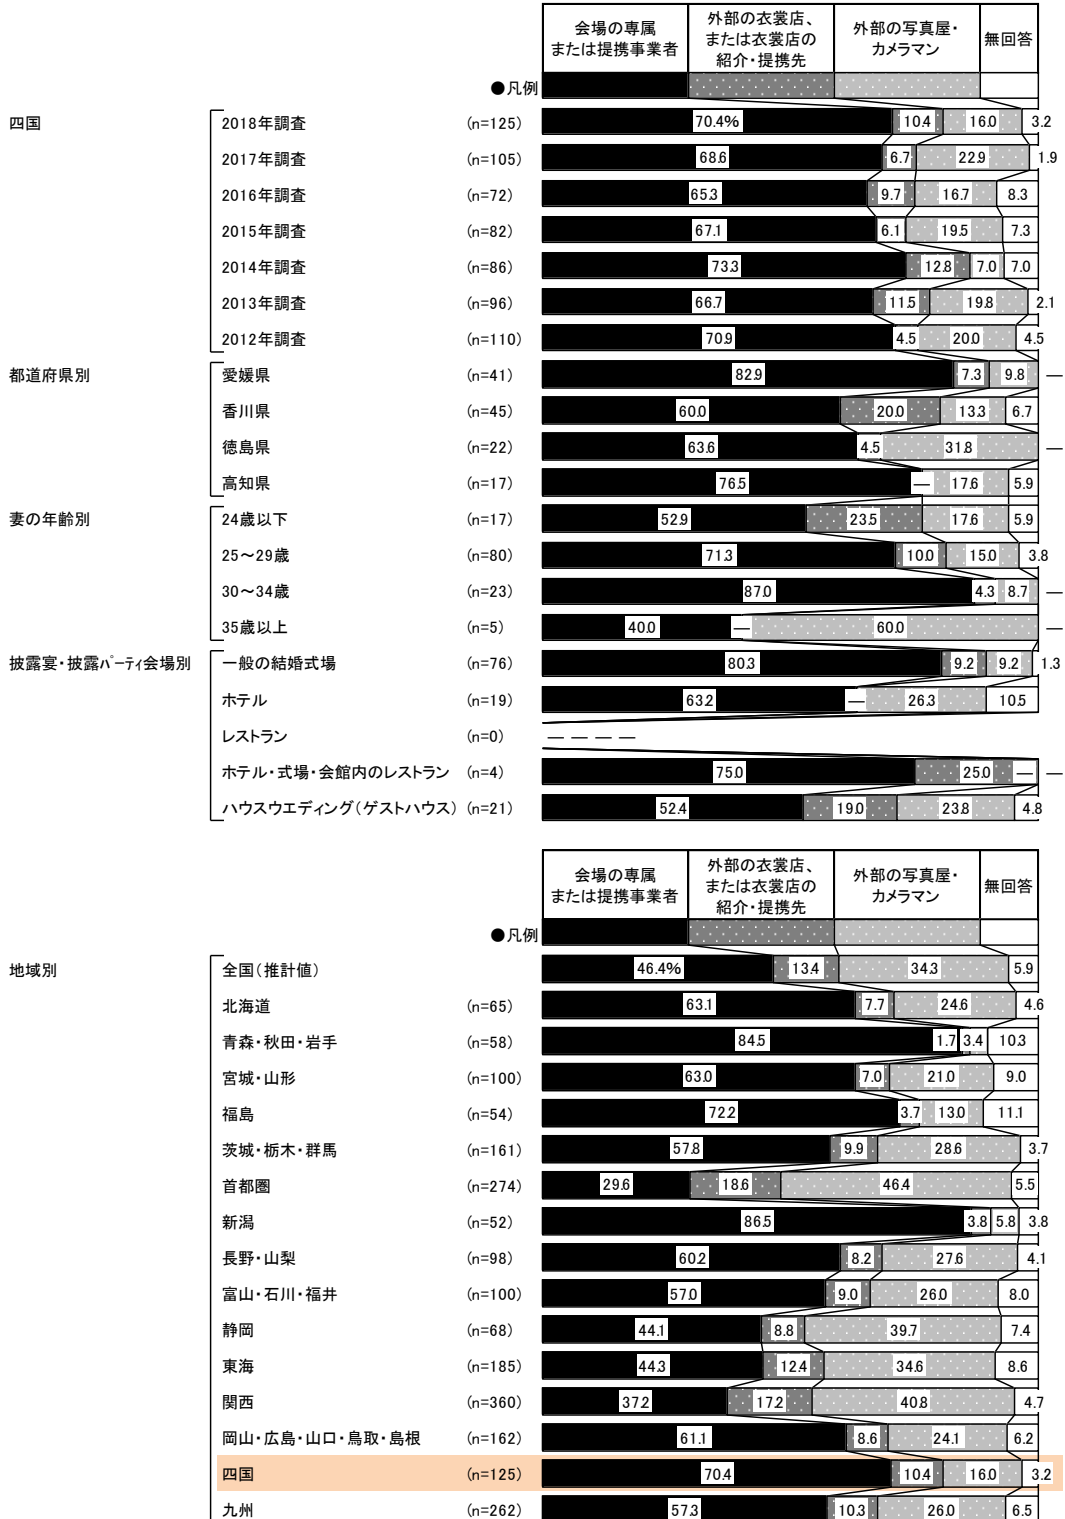 会場の専属
または提携事業者
外部の衣裳店、
または衣裳店の
紹介・提携先
外部の写真屋・
カメラマン
無回答
●凡例
四国
2018年調査 (n=125) 70.4% 10.4 16.0 3.2
2017年調査 (n=105) 68.6 6.7 22.9 1.9
2016年調査 (n=72) 65.3 9.7 16.7 8.3
2015年調査 (n=82) 67.1 6.1 19.5 7.3
2014年調査 (n=86) 73.3 12.8 7.0 7.0
2013年調査 (n=96) 66.7 11.5 19.8 2.1
2012年調査 (n=110) 70.9 4.5 20.0 4.5
都道府県別
愛媛県 (n=41) 82.9 7.3 9.8 —
香川県 (n=45) 60.0 20.0 13.3 6.7
徳島県 (n=22) 63.6 4.5 31.8 —
高知県 (n=17) 76.5 — 17.6 5.9
妻の年齢別
24歳以下 (n=17) 52.9 23.5 17.6 5.9
25～29歳 (n=80) 71.3 10.0 15.0 3.8
30～34歳 (n=23) 87.0 4.3 8.7 —
35歳以上 (n=5) 40.0 — 60.0 —
披露宴・披露パーティ会場別
一般の結婚式場 (n=76) 80.3 9.2 9.2 1.3
ホテル (n=19) 63.2 — 26.3 10.5
レストラン (n=0) — — — —
ホテル・式場・会館内のレストラン (n=4) 75.0 25.0 — —
ハウスウエディング(ゲストハウス) (n=21) 52.4 19.0 23.8 4.8
会場の専属
または提携事業者
外部の衣裳店、
または衣裳店の
紹介・提携先
外部の写真屋・
カメラマン
無回答
●凡例
地域別
全国(推計値) 46.4% 13.4 34.3 5.9
北海道 (n=65) 63.1 7.7 24.6 4.6
青森・秋田・岩手 (n=58) 84.5 1.7 3.4 10.3
宮城・山形 (n=100) 63.0 7.0 21.0 9.0
福島 (n=54) 72.2 3.7 13.0 11.1
茨城・栃木・群馬 (n=161) 57.8 9.9 28.6 3.7
首都圏 (n=274) 29.6 18.6 46.4 5.5
新潟 (n=52) 86.5 3.8 5.8 3.8
長野・山梨 (n=98) 60.2 8.2 27.6 4.1
富山・石川・福井 (n=100) 57.0 9.0 26.0 8.0
静岡 (n=68) 44.1 8.8 39.7 7.4
東海 (n=185) 44.3 12.4 34.6 8.6
関西 (n=360) 37.2 17.2 40.8 4.7
岡山・広島・山口・鳥取・島根 (n=162) 61.1 8.6 24.1 6.2
四国 (n=125) 70.4 10.4 16.0 3.2
九州 (n=262) 57.3 10.3 26.0 6.5